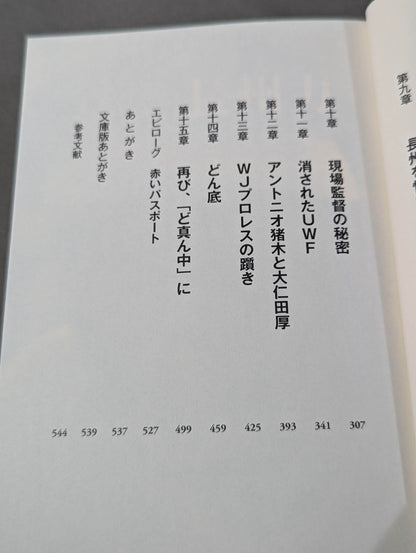 第九章
第十章 現場監督の秘密 307
第十一章 消されたUWF 341
第十二章 アントニオ猪木と大仁田厚 393
第十三章 WJプロレスの躓き 425
第十四章 どん底 459
第十五章 再び、「ど真ん中」に 499
エピローグ 赤いパスポート 527
あとがき 537
文庫版あとがき 539
参考文献 544